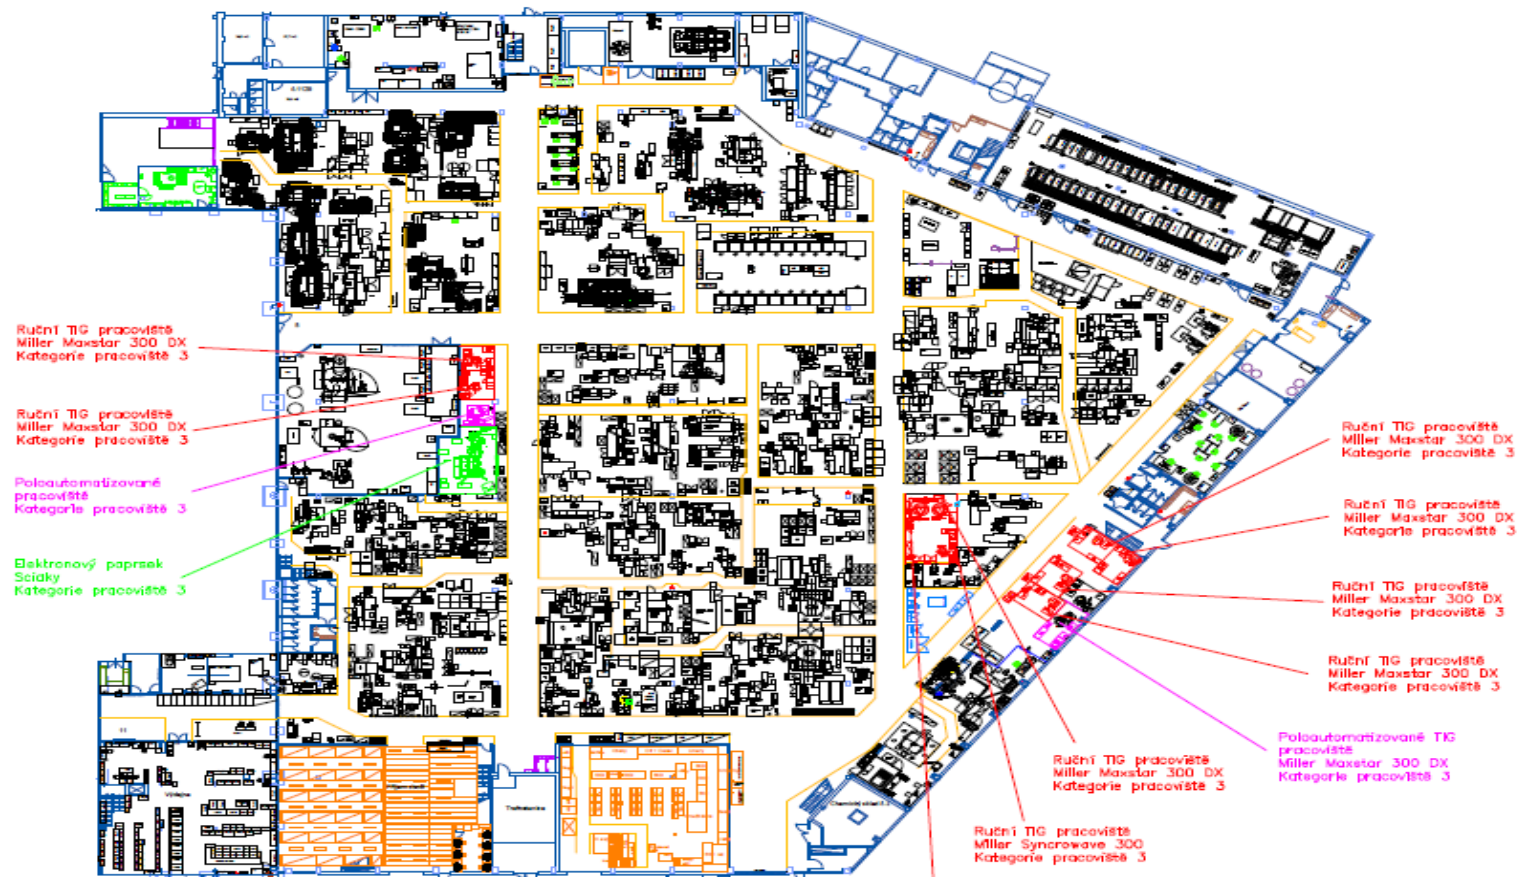 Ruční TIG pracoviště
Miller Maxstar 300 DX
Kategorie pracoviště 3
Ruční TIG pracoviště
Miller Maxstar 300 DX
Kategorie pracoviště 3
Poloautomatizované
pracoviště
Kategorie pracoviště 3
Elektronový paprsek
Sciaky
Kategorie pracoviště 3
Ruční TIG pracoviště
Miller Maxstar 300 DX
Kategorie pracoviště 3
Ruční TIG pracoviště
Miller Maxstar 300 DX
Kategorie pracoviště 3
Ruční TIG pracoviště
Miller Maxstar 300 DX
Kategorie pracoviště 3
Ruční TIG pracoviště
Miller Maxstar 300 DX
Kategorie pracoviště 3
Poloautomatizované TIG
pracoviště
Miller Maxstar 300 DX
Kategorie pracoviště 3
Ruční TIG pracoviště
Miller Maxstar 300 DX
Kategorie pracoviště 3
Ruční TIG pracoviště
Miller Syncrowave 300
Kategorie pracoviště 3
Výdejna